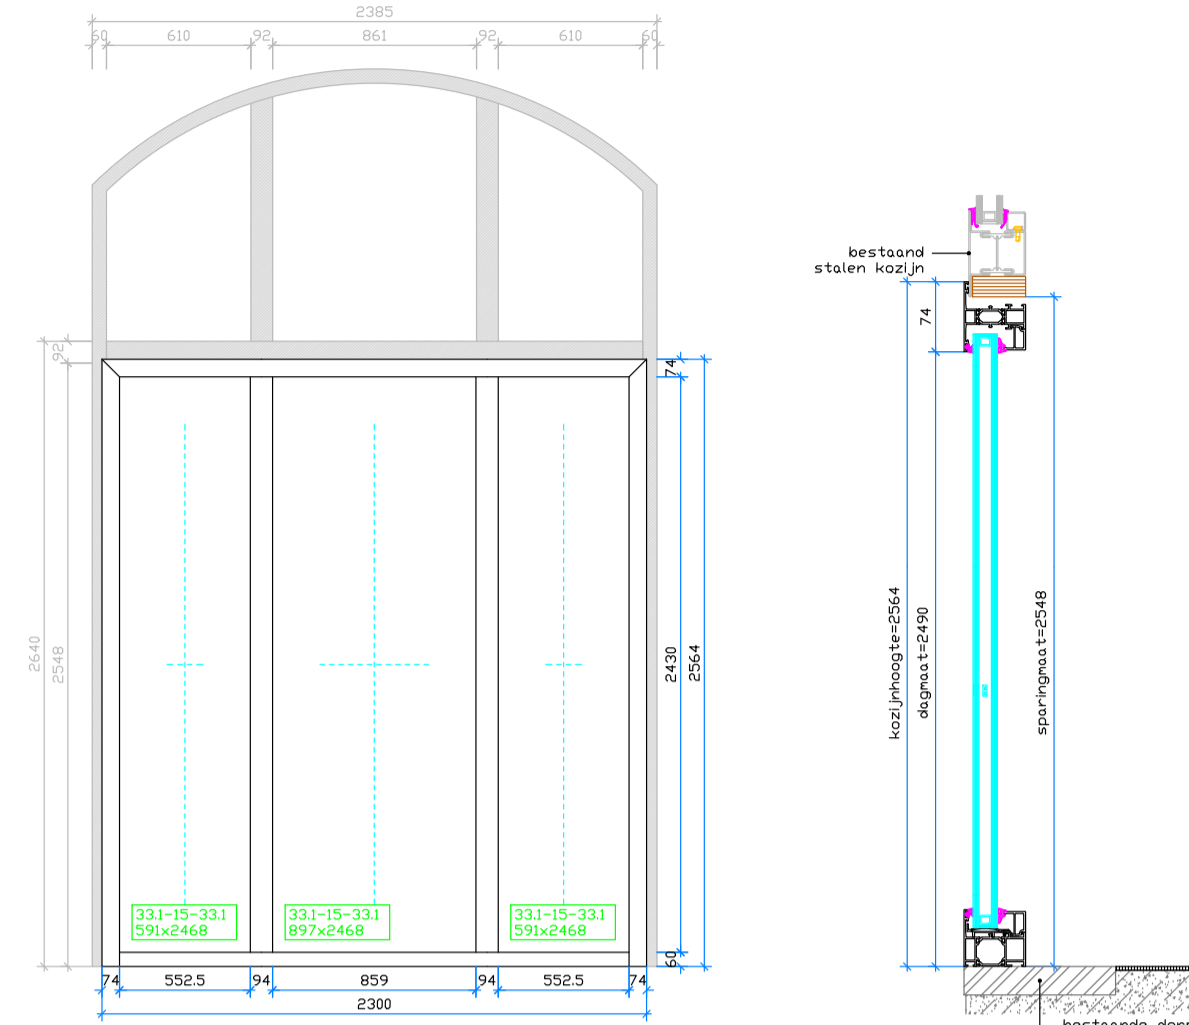 2385
60 610 92 861 92 610 60
bestaand
stalen kozijn
92
74
74
2640
2548
2430
2564
kozijnhoogte=2564
dagmaat=2490
sparingmaat=2548
33.1-15-33.1
591x2468
33.1-15-33.1
897x2468
33.1-15-33.1
591x2468
60
74 552.5 94 859 94 552.5 74
2300
bestaande